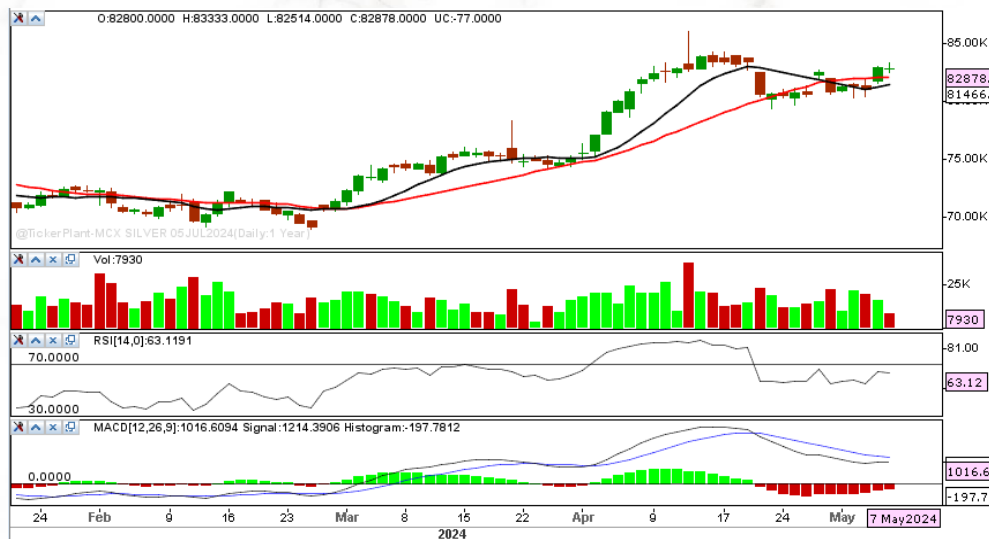 O:82800.0000 H:83333.0000 L:82514.0000 C:82878.0000 UC:-77.0000
85.00K
82878.
81466.
75.00K
70.00K
@TickerPlant-MCX SILVER 05JUL2024(Daily:1 Year)
Vol:7930
25K
7930
RSI[14,0]:63.1191
81.00
70.0000
63.12
30.0000
MACD[12,26,9]:1016.6094 Signal:1214.3906 Histogram:-197.7812
0.0000
1016.6
-197.7
24 Feb 9 16 23 Mar 8 15 22 Apr 9 17 24 May 7 May2024
2024